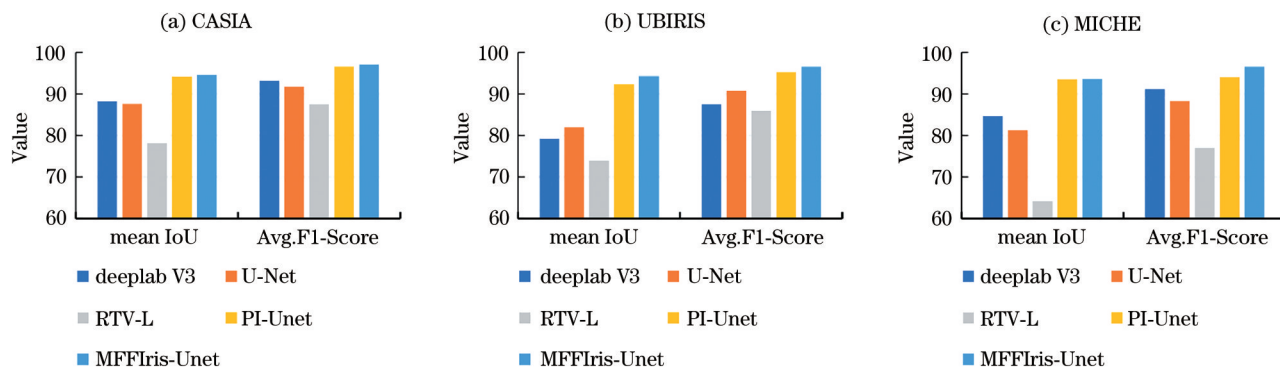 (a) CASIA
100
90
80
70
60
Value
mean IoU
Avg.F1-Score
deeplab V3
U-Net
RTV-L
PI-Unet
MFFIris-Unet
(b) UBIRIS
100
90
80
70
60
Value
mean IoU
Avg.F1-Score
deeplab V3
U-Net
RTV-L
PI-Unet
MFFIris-Unet
(c) MICHE
100
90
80
70
60
Value
mean IoU
Avg.F1-Score
deeplab V3
U-Net
RTV-L
PI-Unet
MFFIris-Unet